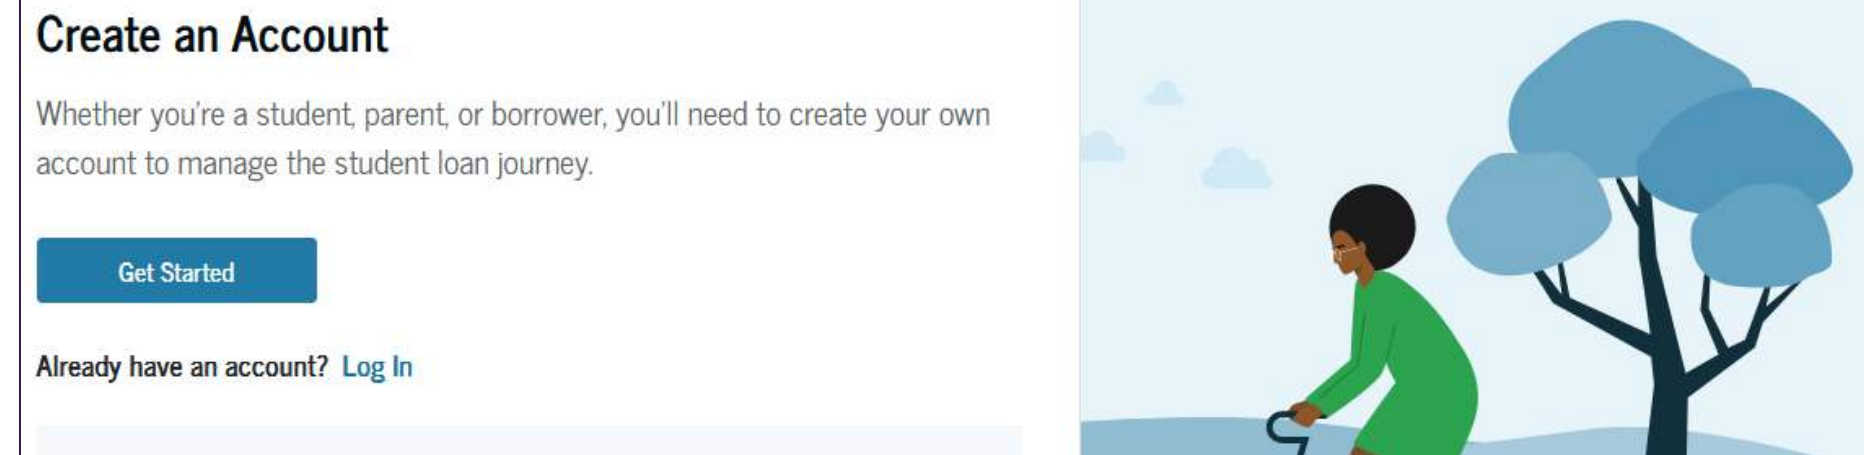 Create an Account
Whether you're a student, parent, or borrower, you'll need to create your own
account to manage the student loan journey.
Get Started
Already have an account? Log In